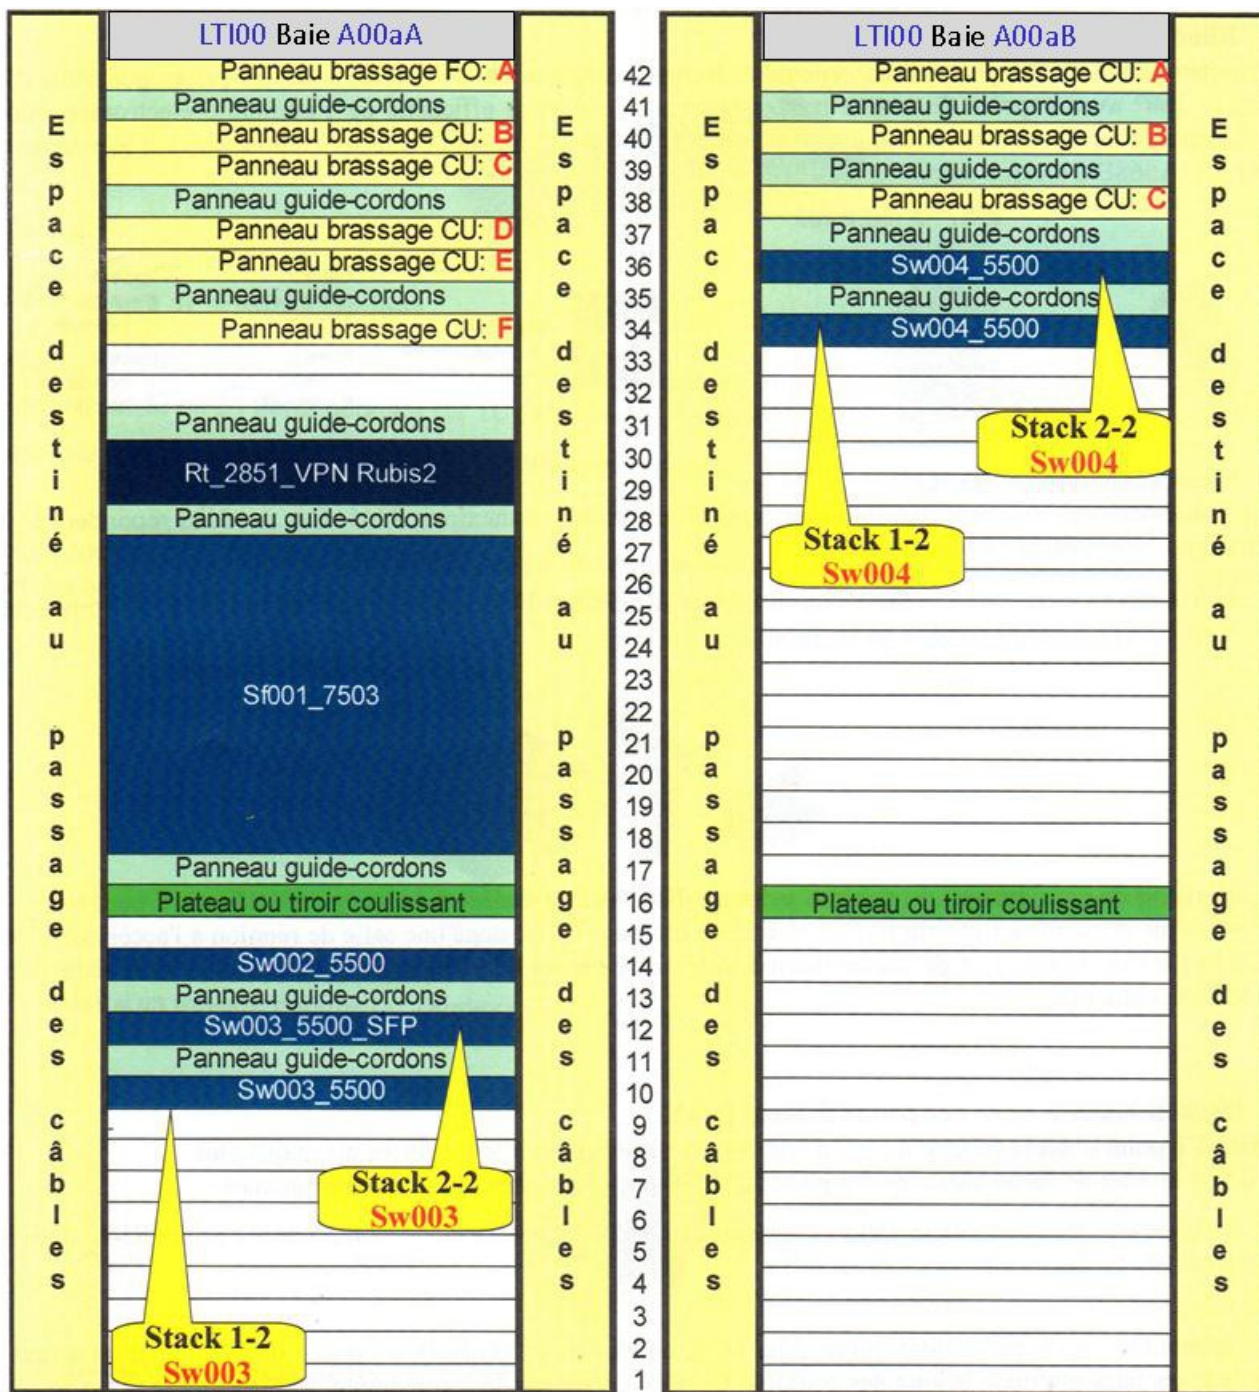 LTI00 Baie A00aA
Panneau brassage FO: A
Panneau guide-cordons
Panneau brassage CU: B
Panneau brassage CU: C
Panneau guide-cordons
Panneau brassage CU: D
Panneau brassage CU: E
Panneau guide-cordons
Panneau brassage CU: F
Panneau guide-cordons
Rt_2851_VPN Rubis2
Panneau guide-cordons
Sf001_7503
Panneau guide-cordons
Plateau ou tiroir coulissant
Sw002_5500
Panneau guide-cordons
Sw003_5500_SFP
Panneau guide-cordons
Sw003_5500
Stack 2-2
Sw003
Stack 1-2
Sw003
Espace destiné au passage des câbles
Espace destiné au passage des câbles
42
41
40
39
38
37
36
35
34
33
32
31
30
29
28
27
26
25
24
23
22
21
20
19
18
17
16
15
14
13
12
11
10
9
8
7
6
5
4
3
2
1
LTI00 Baie A00aB
Panneau brassage CU: A
Panneau guide-cordons
Panneau brassage CU: B
Panneau guide-cordons
Panneau brassage CU: C
Panneau guide-cordons
Sw004_5500
Panneau guide-cordons
Sw004_5500
Stack 2-2
Sw004
Stack 1-2
Sw004
Plateau ou tiroir coulissant
Espace destiné au passage des câbles
Espace destiné au passage des câbles